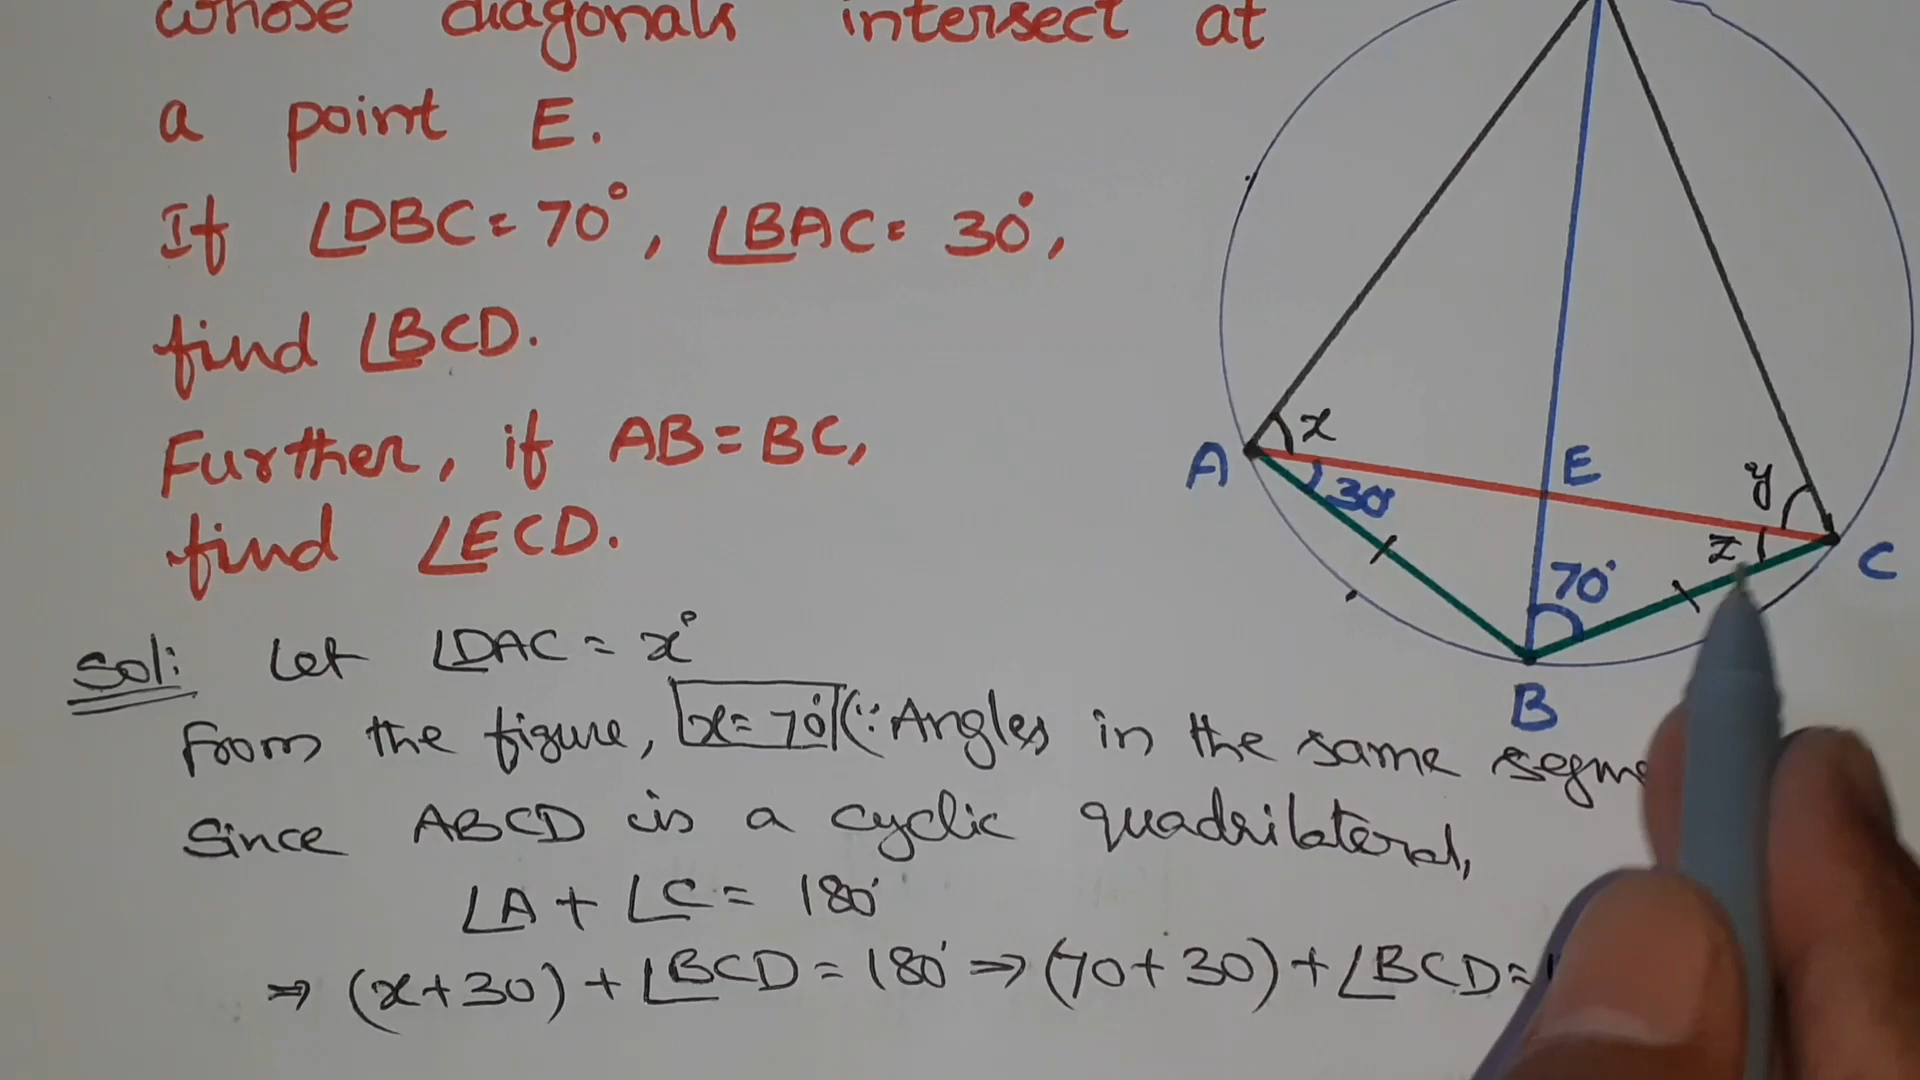 whose diagonals intersect at
a point E.
If ∠DBC = 70°, ∠BAC = 30°,
find ∠BCD.
Further, if AB = BC,
find ∠ECD.
Sol: Let ∠DAC = x°
From the figure, x = 70° (∵ Angles in the same
Since ABCD is a cyclic quadrilateral,
∠A + ∠C = 180°
⇒ (x+30) + ∠BCD = 180° ⇒ (70+30) + ∠BCD =
x
A
30°
E
y
z
C
70°
B